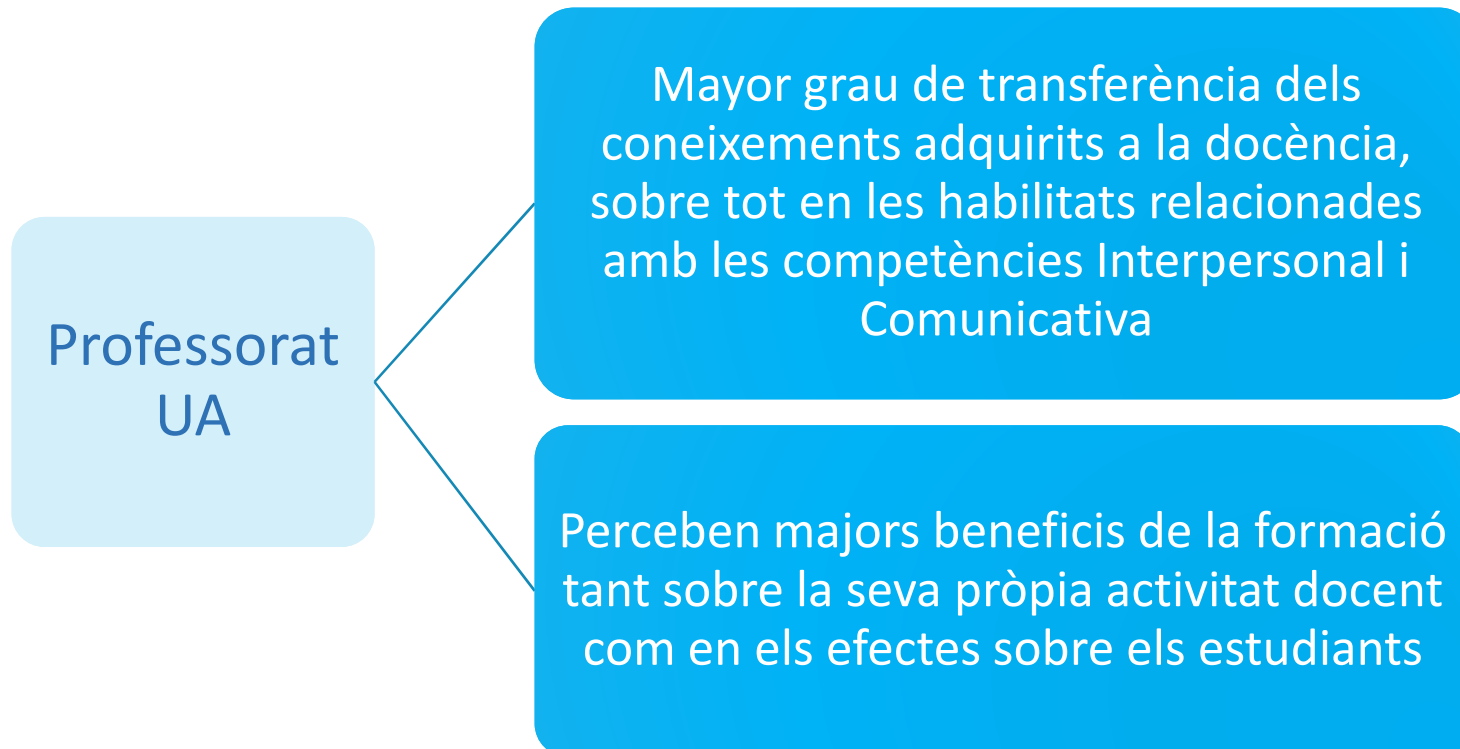 Professorat
UA
Mayor grau de transferència dels
coneixements adquirits a la docència,
sobre tot en les habilitats relacionades
amb les competències Interpersonal i
Comunicativa
Perceben majors beneficis de la formació
tant sobre la seva pròpia activitat docent
com en els efectes sobre els estudiants